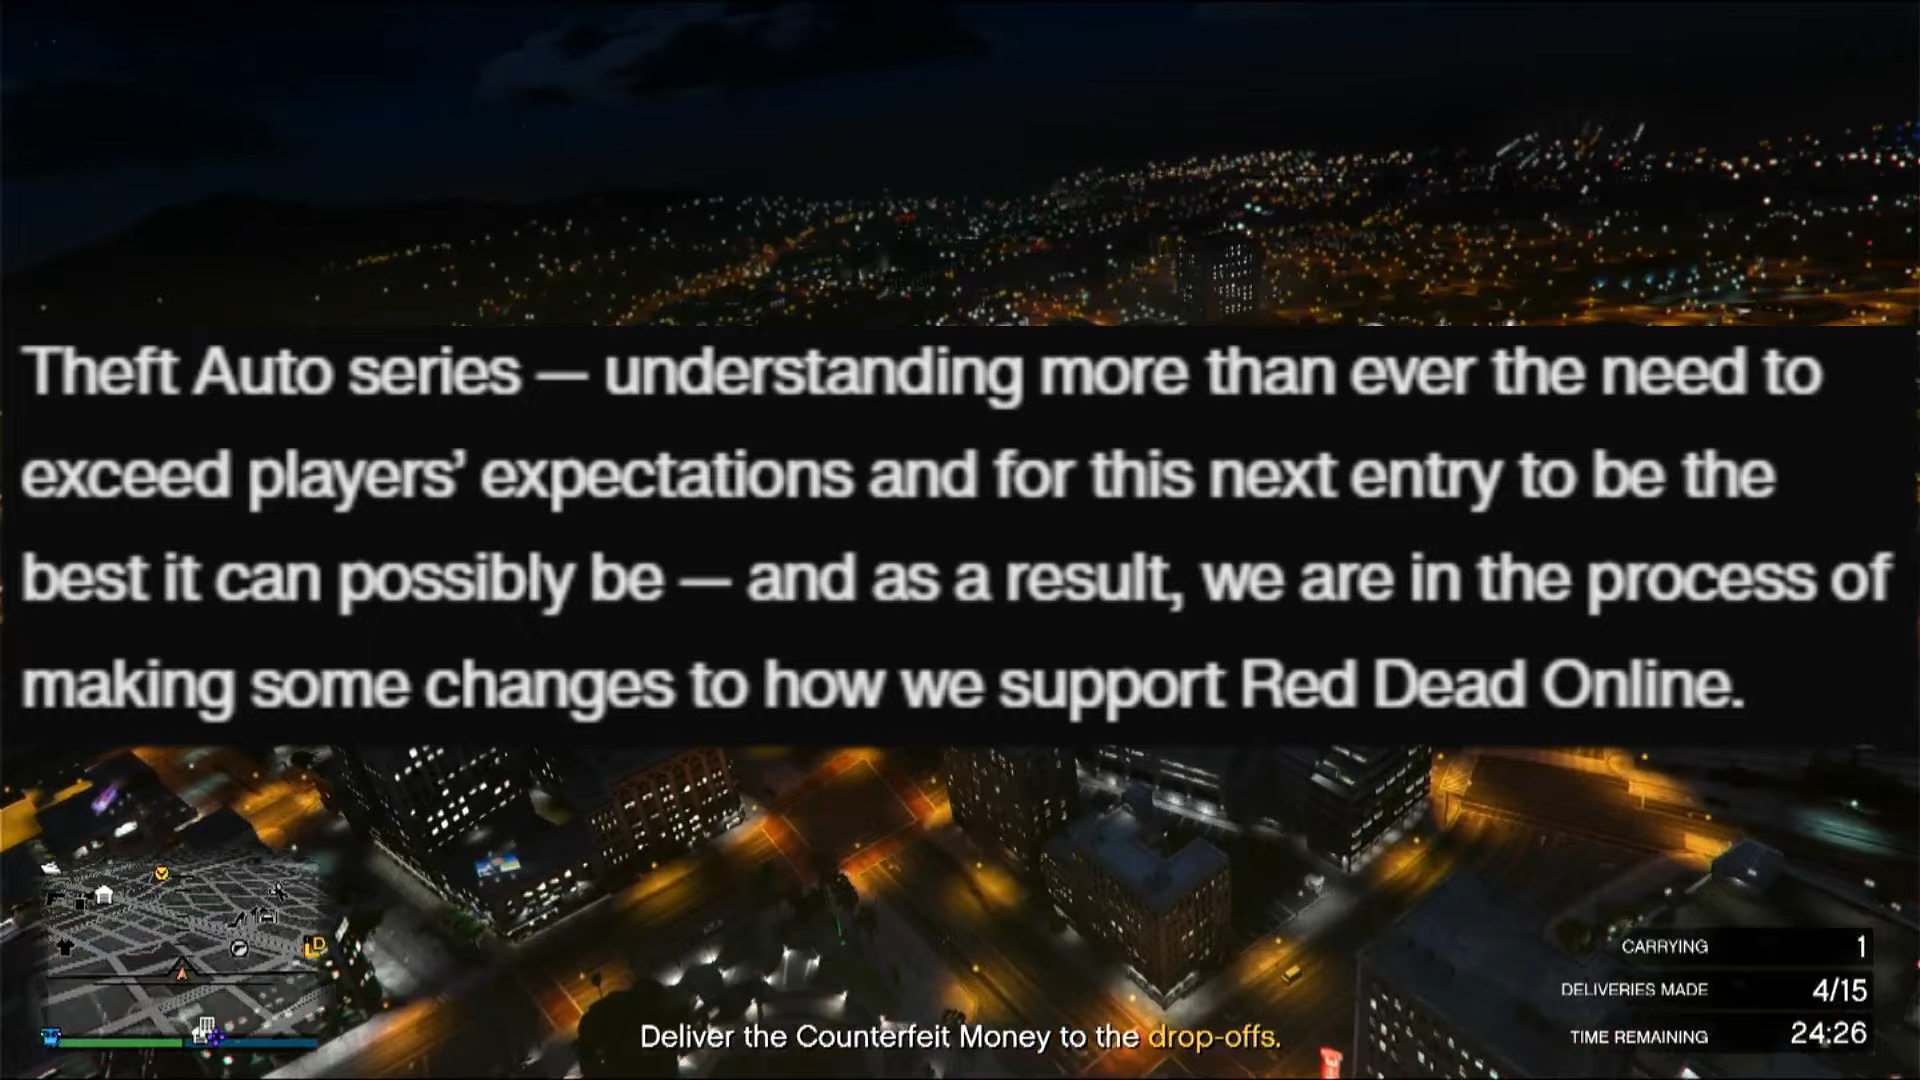 Theft Auto series — understanding more than ever the need to
exceed players’ expectations and for this next entry to be the
best it can possibly be — and as a result, we are in the process of
making some changes to how we support Red Dead Online.
CARRYING 1
DELIVERIES MADE 4/15
TIME REMAINING 24:26
Deliver the Counterfeit Money to the drop-offs.